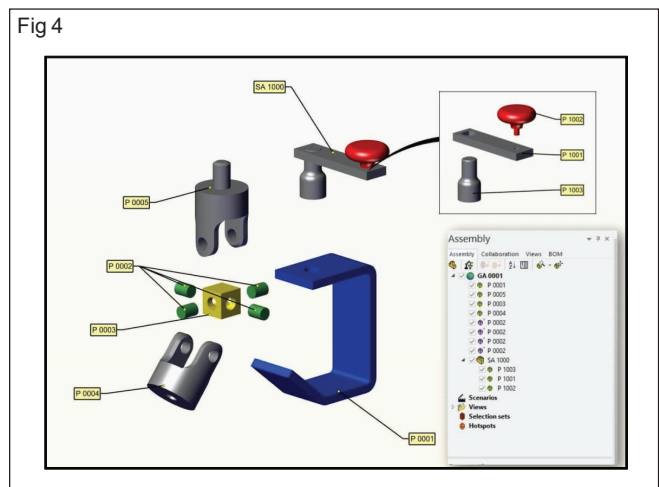 Fig 4
SA 1000
P 1002
P 1001
P 1003
P 0005
P 0002
P 0003
P 0004
P 0001
Assembly
Assembly Collaboration Views BOM
GA 0001
P 0001
P 0005
P 0003
P 0004
P 0002
P 0002
P 0002
P 0002
SA 1000
P 1003
P 1001
P 1002
Scenarios
Views
Selection sets
Hotspots